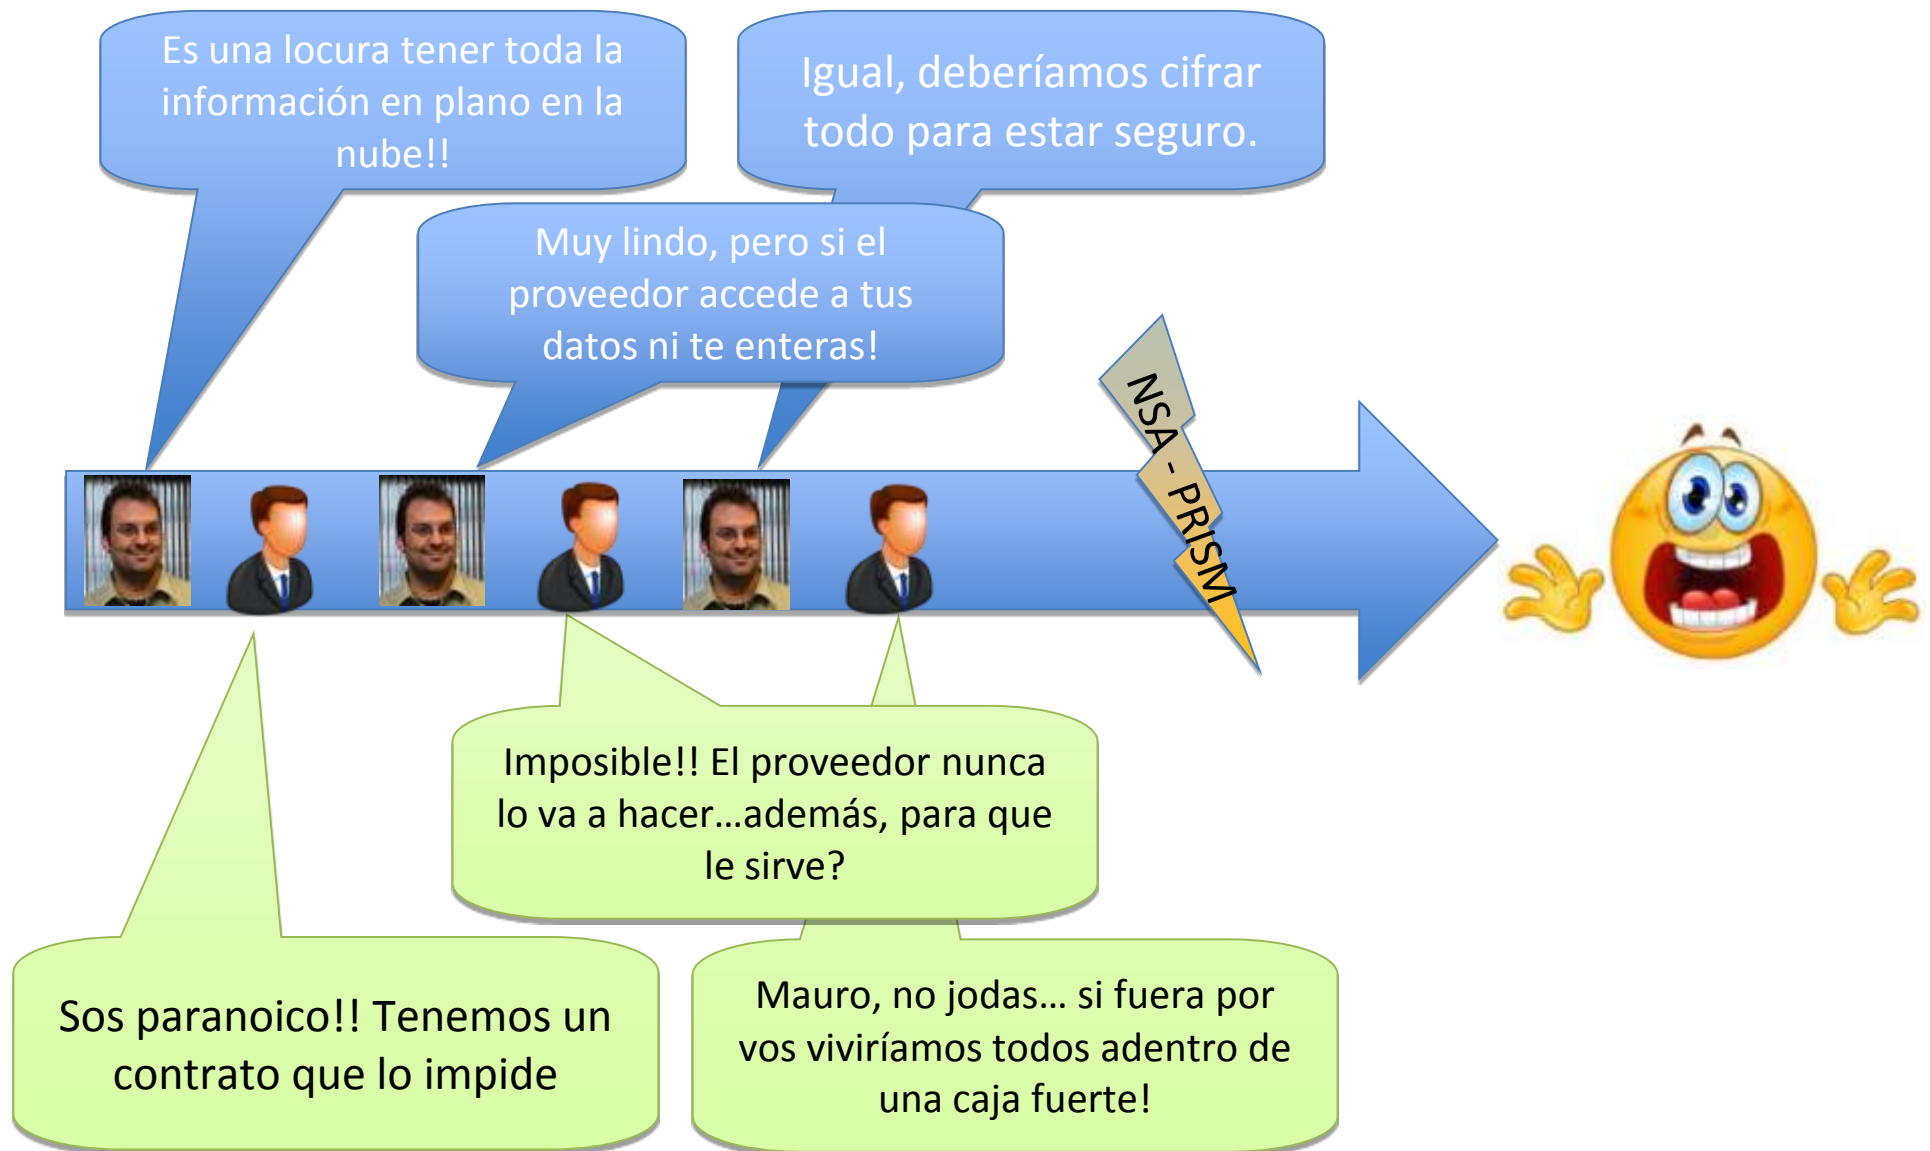 Es una locura tener toda la
información en plano en la
nube!!
Igual, deberíamos cifrar
todo para estar seguro.
Muy lindo, pero si el
proveedor accede a tus
datos ni te enteras!
NSA - PRISM
Imposible!! El proveedor nunca
lo va a hacer...además, para que
le sirve?
Sos paranoico!! Tenemos un
contrato que lo impide
Mauro, no jodas... si fuera por
vos viviríamos todos adentro de
una caja fuerte!